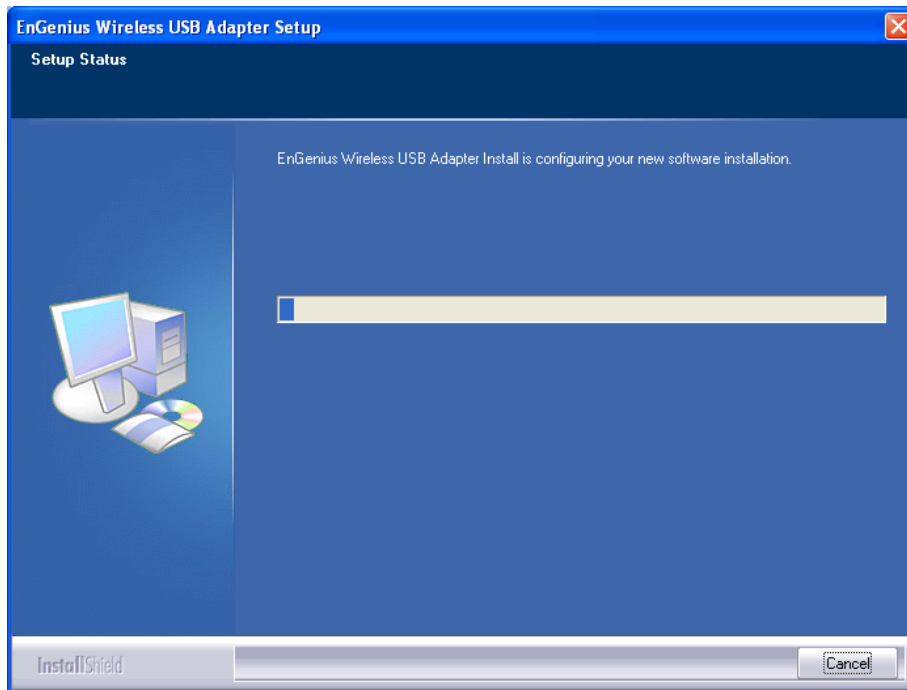 EnGenius Wireless USB Adapter Setup
Setup Status
EnGenius Wireless USB Adapter Install is configuring your new software installation.
InstallShield
Cancel